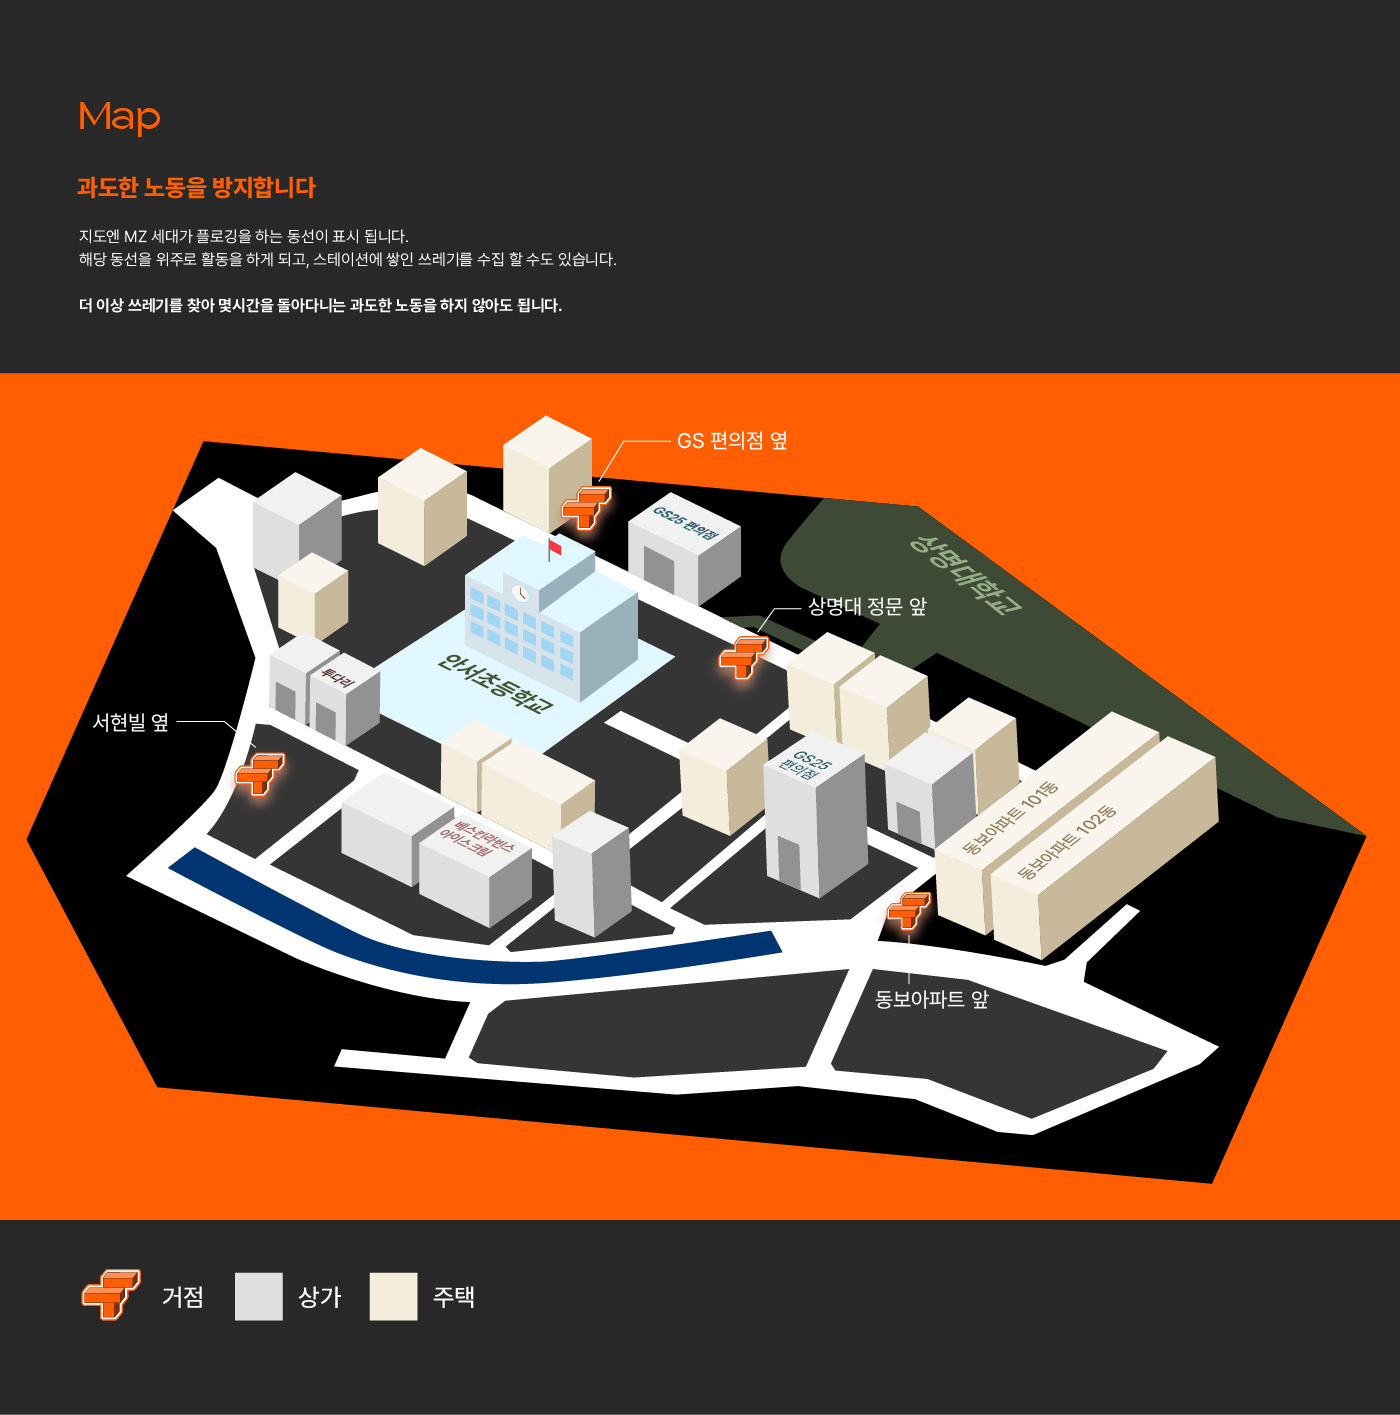 Map
과도한 노동을 방지합니다
지도엔 MZ 세대가 플로깅을 하는 동선이 표시 됩니다.
해당 동선을 위주로 활동을 하게 되고, 스테이션에 쌓인 쓰레기를 수집 할 수도 있습니다.
더 이상 쓰레기를 찾아 몇시간을 돌아다니는 과도한 노동을 하지 않아도 됩니다.
GS 편의점 옆
GS25 편의점
상명대학교
상명대 정문 앞
안서초등학교
투다리
서현빌 옆
GS25
편의점
베스킨라빈스
아이스크림
동보아파트 101동
동보아파트 102동
동보아파트 앞
거점
상가
주택